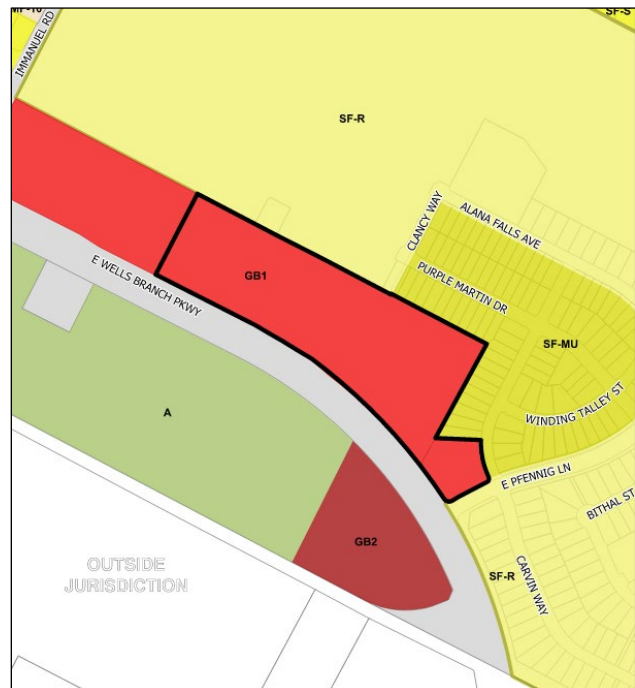 MF-10
SF-S
IMMANUEL RD
SF-R
CLANCY WAY
ALANA FALLS AVE
E WELLS BRANCH PKWY
GB1
PURPLE MARTIN DR
SF-MU
WINDING TALLEY ST
A
E PFENNIG LN
BITHAL ST
GB2
OUTSIDE
JURISDICTION
SF-R
CARVIN WAY